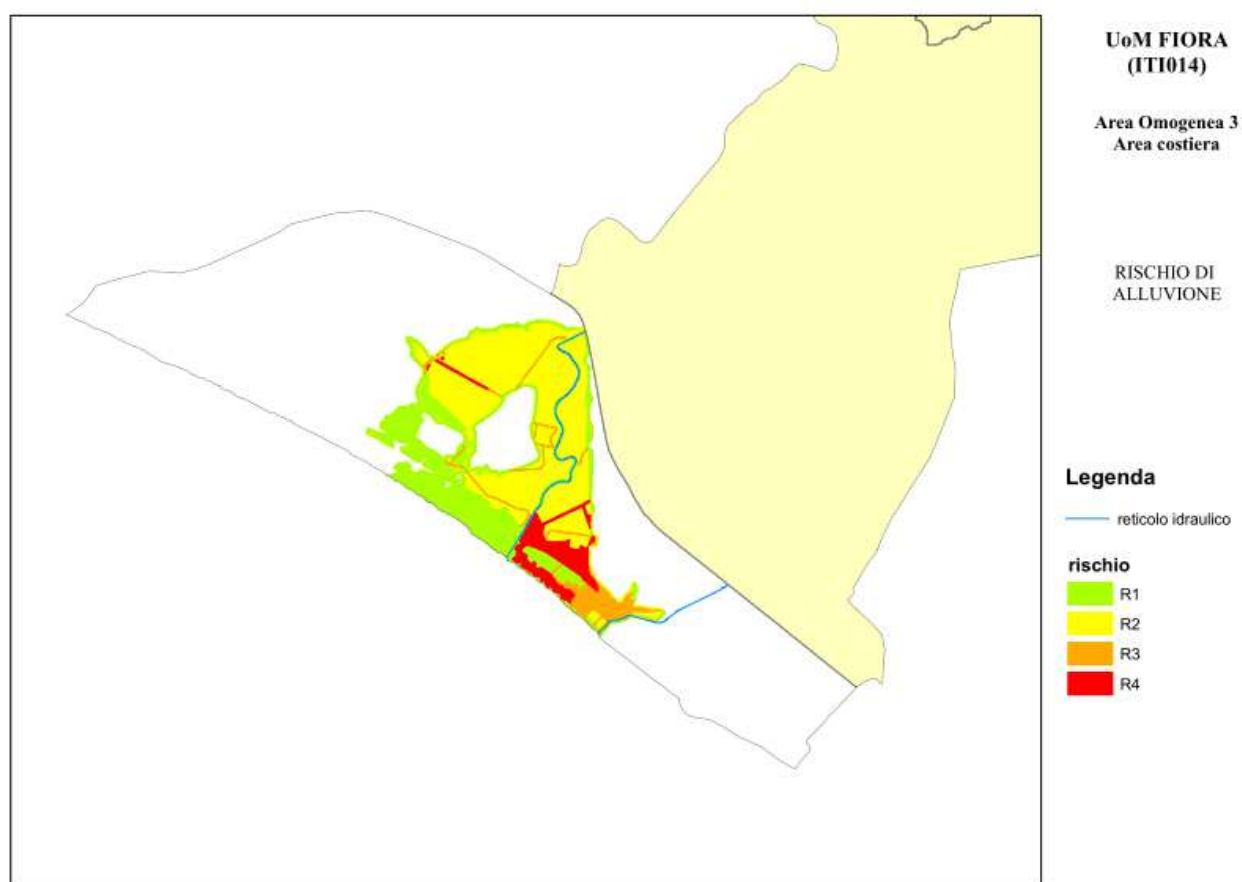 UoM FIORA
(ITI014)
Area Omogenea 3
Area costiera
RISCHIO DI
ALLUVIONE
Legenda
reticolo idraulico
rischio
R1
R2
R3
R4